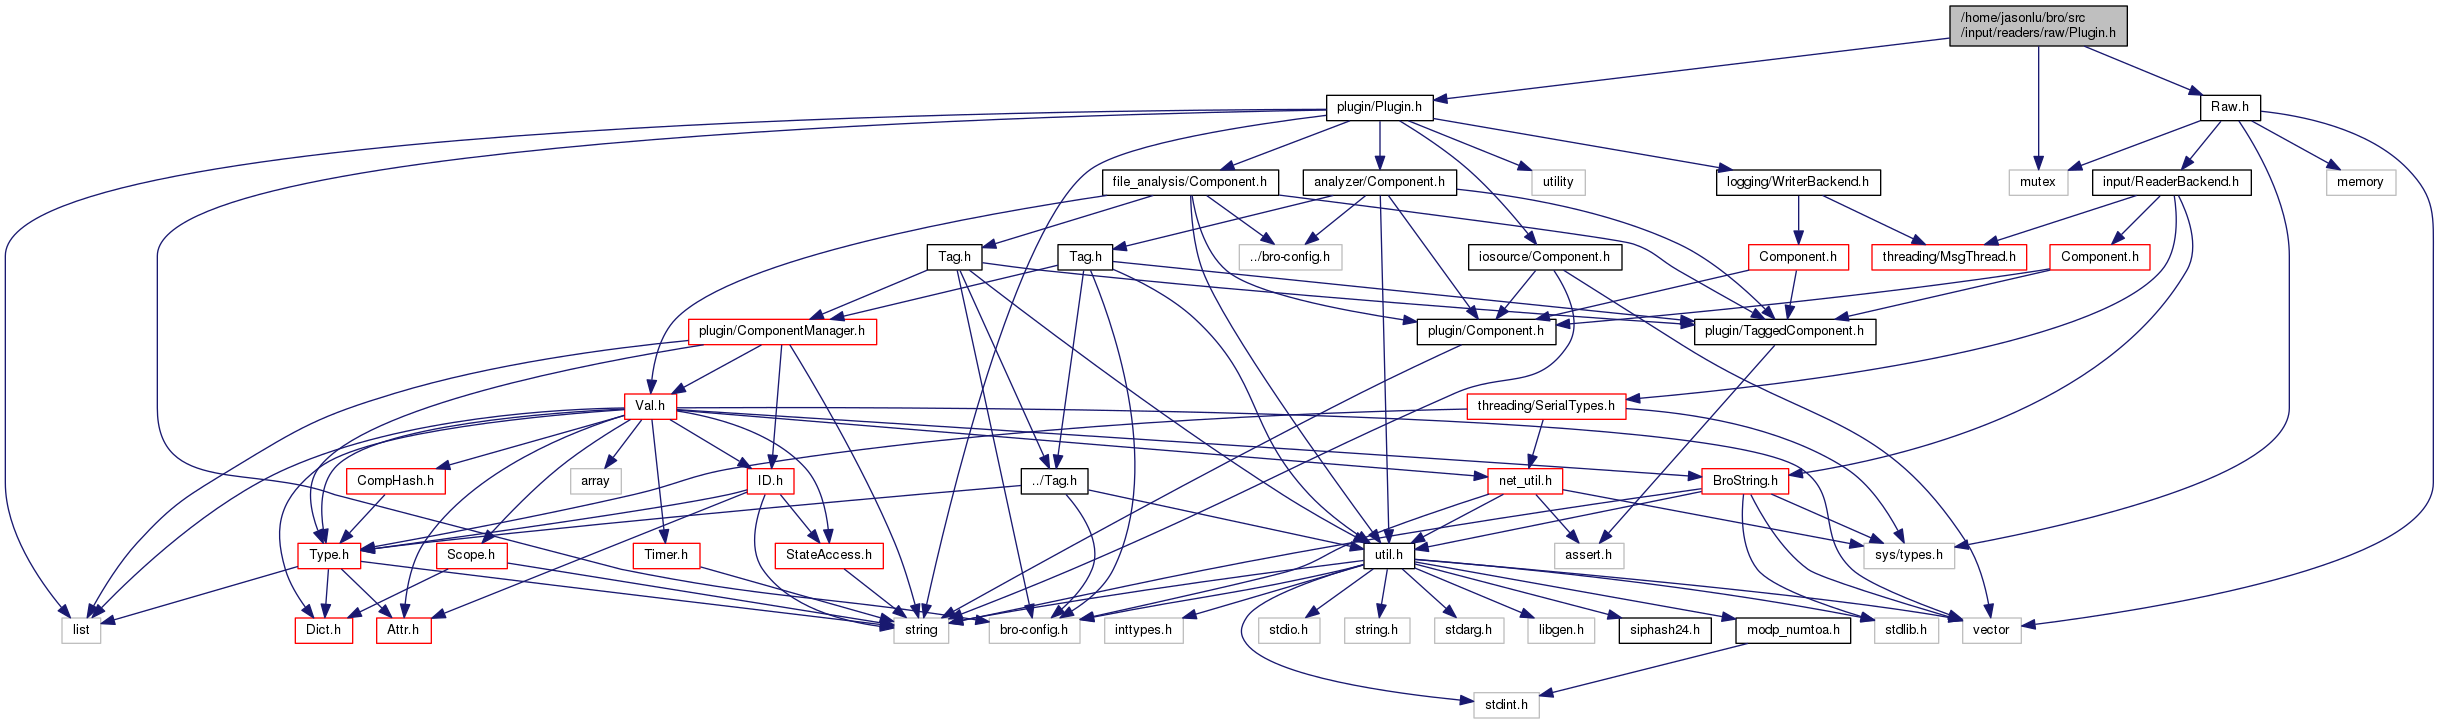 /home/jasonlu/bro/src
/input/readers/raw/Plugin.h
plugin/Plugin.h
Raw.h
file_analysis/Component.h
analyzer/Component.h
utility
logging/WriterBackend.h
mutex
input/ReaderBackend.h
memory
Tag.h
Tag.h
../bro-config.h
iosource/Component.h
Component.h
threading/MsgThread.h
Component.h
plugin/ComponentManager.h
plugin/Component.h
plugin/TaggedComponent.h
Val.h
threading/SerialTypes.h
CompHash.h
array
ID.h
../Tag.h
net_util.h
BroString.h
Type.h
Scope.h
Timer.h
StateAccess.h
util.h
assert.h
sys/types.h
list
Dict.h
Attr.h
string
bro-config.h
inttypes.h
stdio.h
string.h
stdarg.h
libgen.h
siphash24.h
modp_numtoa.h
stdlib.h
vector
stdint.h